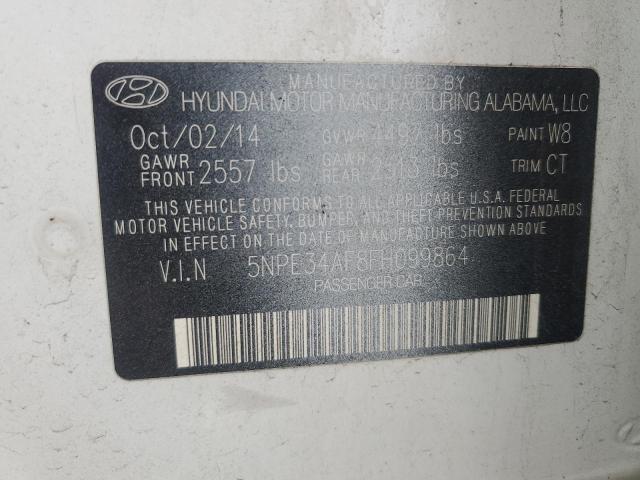 MANUFACTURED BY
HYUNDAI MOTOR MANUFACTURING ALABAMA, LLC
Oct/02/14 GVWR 4497 lbs PAINT W8
GAWR FRONT 2557 lbs GAWR REAR 2513 lbs TRIM CT
THIS VEHICLE CONFORMS TO ALL APPLICABLE U.S.A. FEDERAL
MOTOR VEHICLE SAFETY, BUMPER, AND THEFT PREVENTION STANDARDS
IN EFFECT ON THE DATE OF MANUFACTURE SHOWN ABOVE.
V.I.N 5NPE34AF8FH099864
PASSENGER CAR